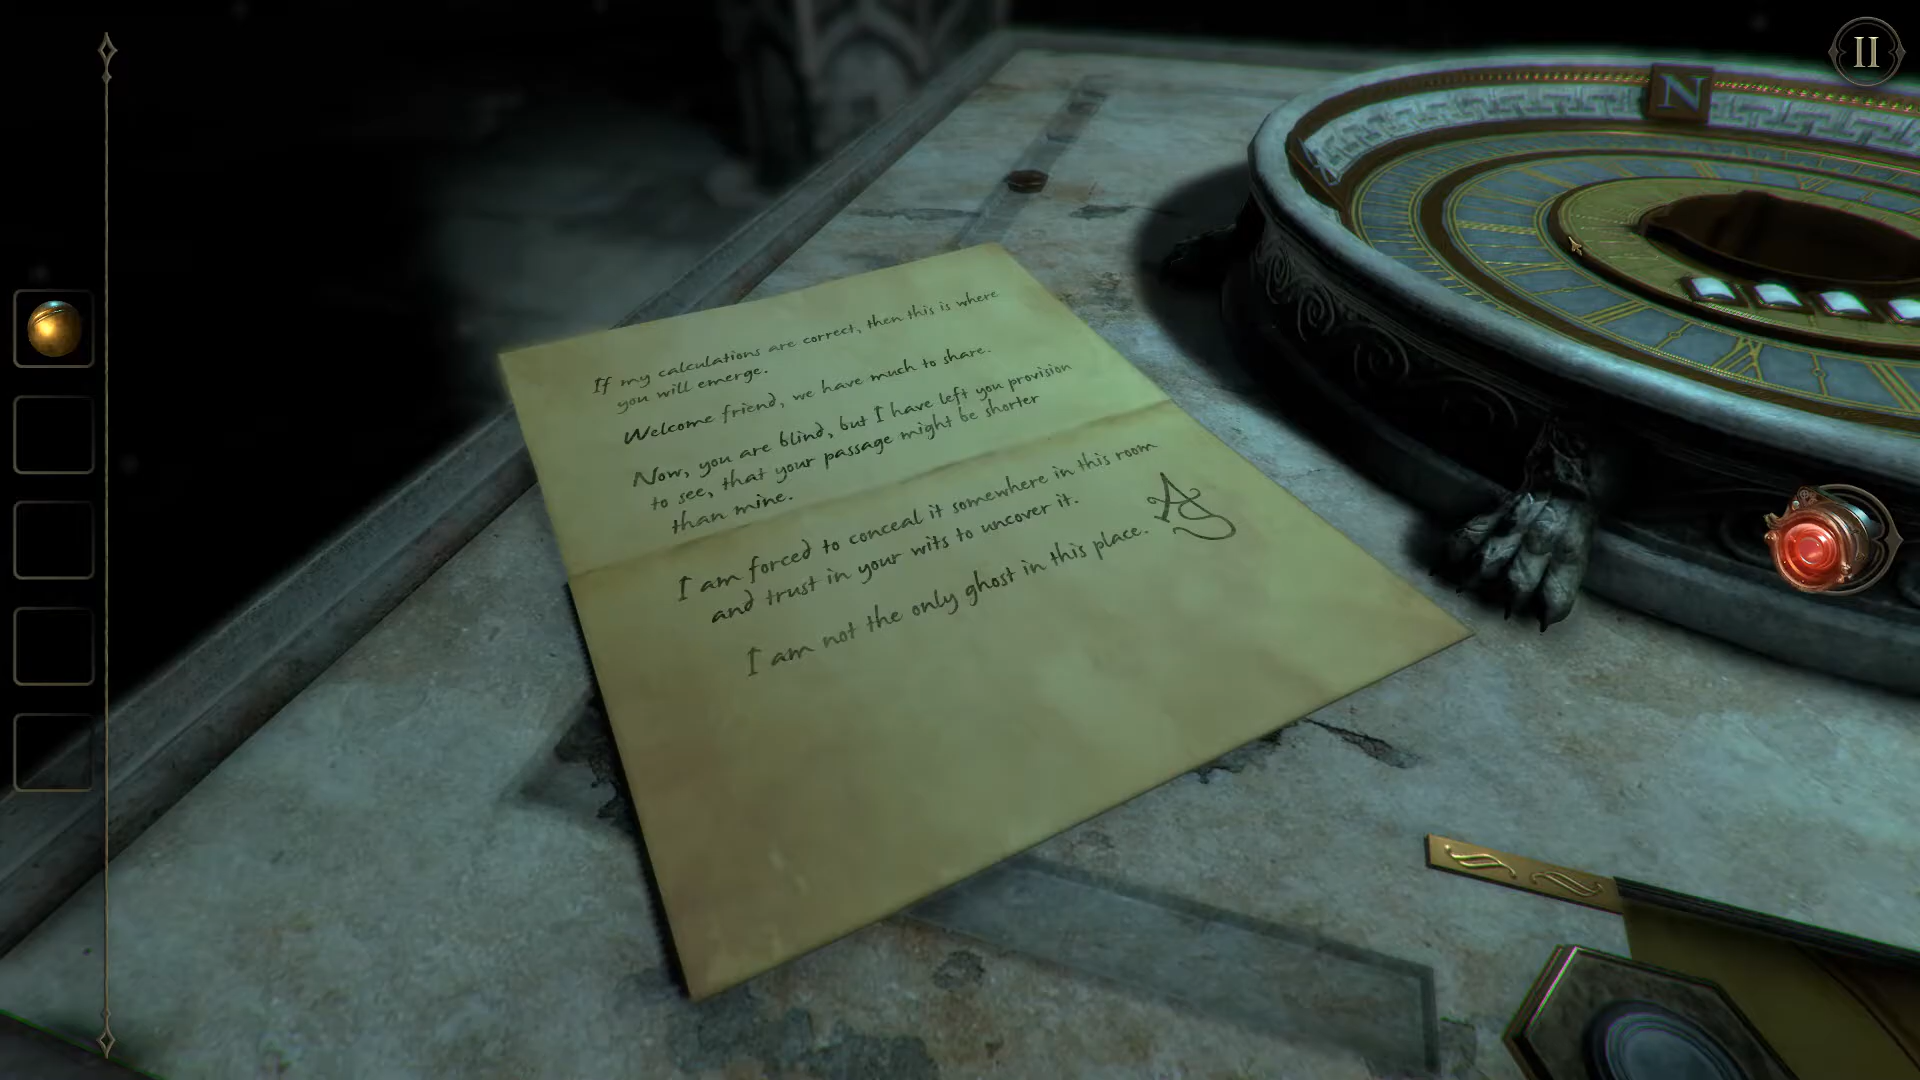 N
If my calculations are correct, then this is where
you will emerge.
Welcome friend, we have much to share.
Now, you are blind, but I have left you provision
to see, that your passage might be shorter
than mine.
I am forced to conceal it somewhere in this room
and trust in your wits to uncover it.
I am not the only ghost in this place.
AS